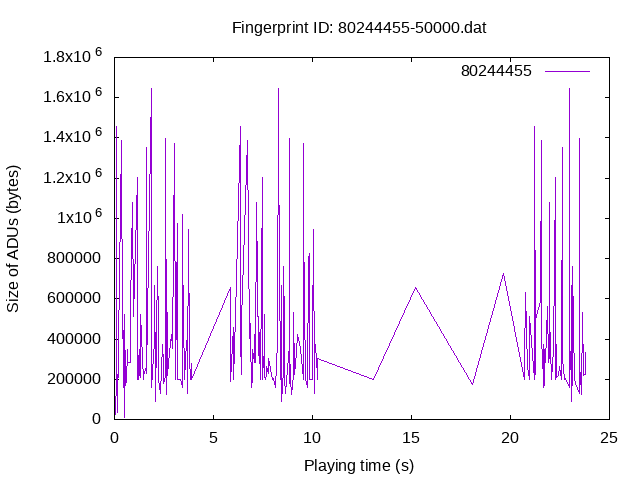 Fingerprint ID: 80244455-50000.dat
80244455
1.8x10^6
1.6x10^6
1.4x10^6
1.2x10^6
1x10^6
800000
600000
400000
200000
0
Size of ADUs (bytes)
0 5 10 15 20 25
Playing time (s)